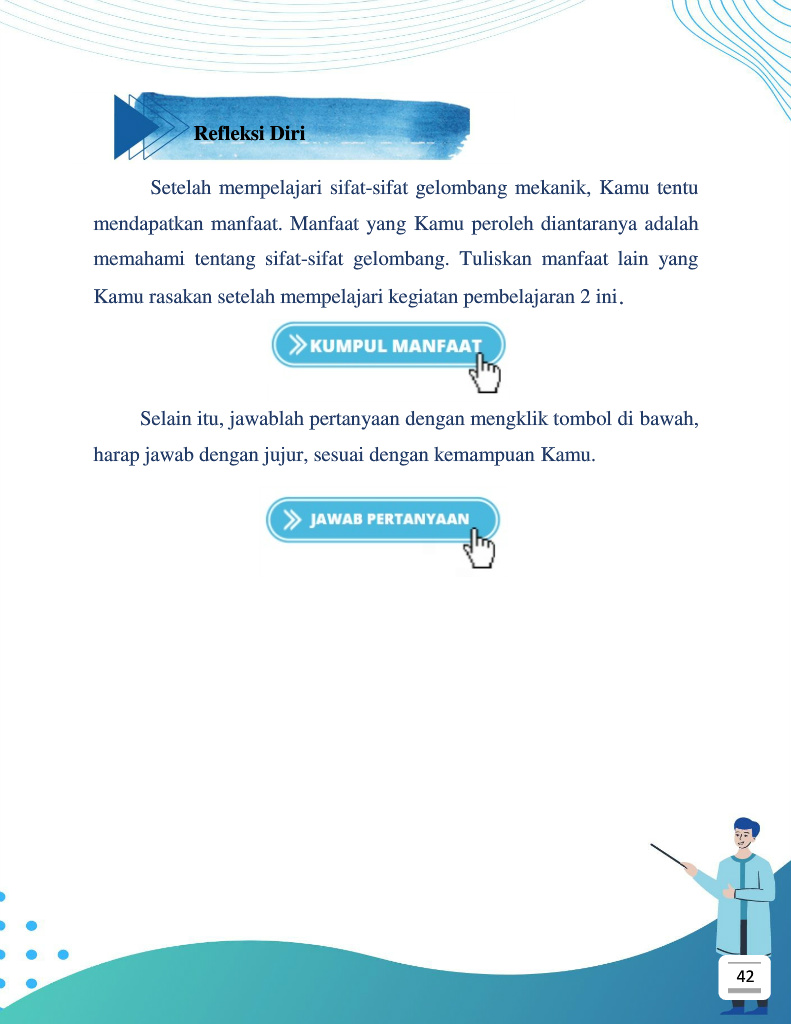 Refleksi Diri
Setelah mempelajari sifat-sifat gelombang mekanik, Kamu tentu
mendapatkan manfaat. Manfaat yang Kamu peroleh diantaranya adalah
memahami tentang sifat-sifat gelombang. Tuliskan manfaat lain yang
Kamu rasakan setelah mempelajari kegiatan pembelajaran 2 ini.
KUMPUL MANFAAT
Selain itu, jawablah pertanyaan dengan mengklik tombol di bawah,
harap jawab dengan jujur, sesuai dengan kemampuan Kamu.
JAWAB PERTANYAAN
42